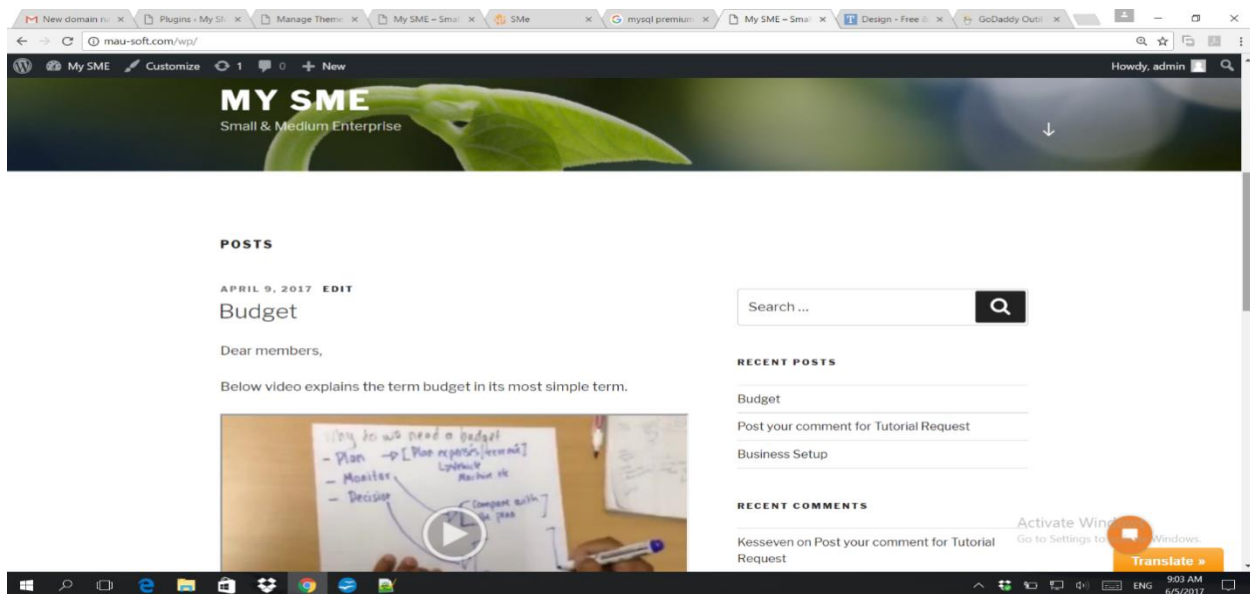 New domain na
Plugins ‹ My S
Manage Theme
My SME – Smal
SMe
mysql premium
My SME – Smal
Design - Free &
GoDaddy Outl
mau-soft.com/wp/
My SME
Customize
1
0
New
Howdy, admin
MY SME
Small & Medium Enterprise
POSTS
APRIL 9, 2017 EDIT
Budget
Dear members,
Below video explains the term budget in its most simple term.
need a budget
- Plan
- Monitor
- Decision
Search ...
RECENT POSTS
Budget
Post your comment for Tutorial Request
Business Setup
RECENT COMMENTS
Kesseven on Post your comment for Tutorial
Request
Activate Wind
Go to Settings to Windows.
Translate »
ENG
9:03 AM
6/5/2017